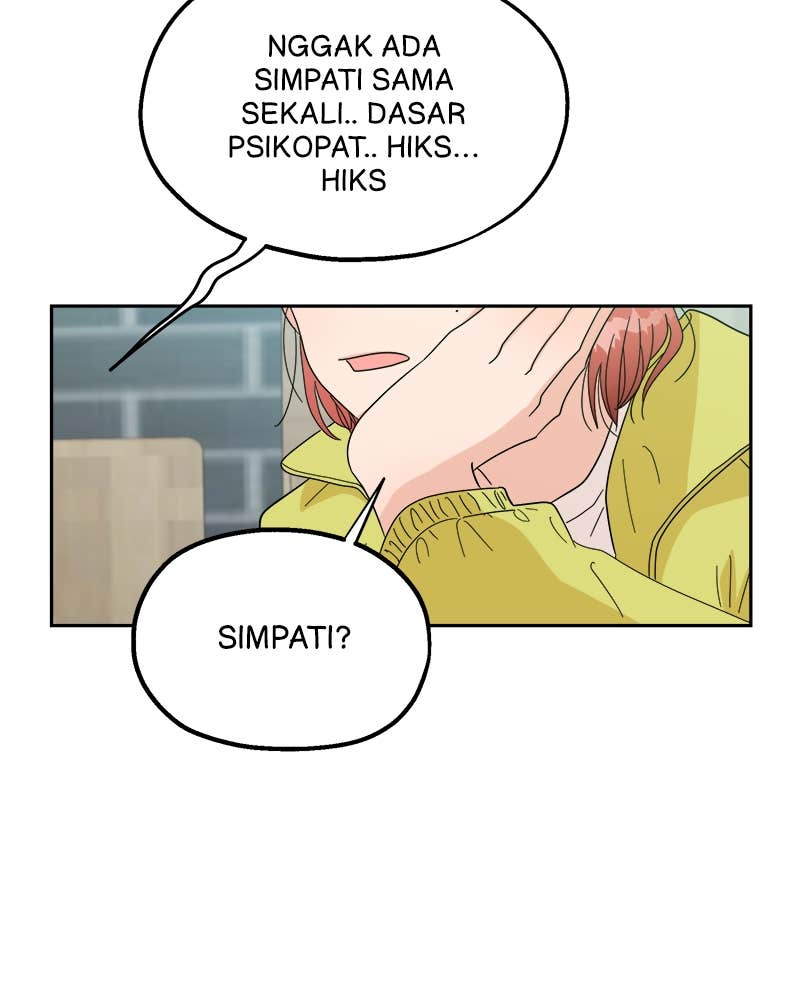 NGGAK ADA
SIMPATI SAMA
SEKALI.. DASAR
PSIKOPAT.. HIKS...
HIKS
SIMPATI?